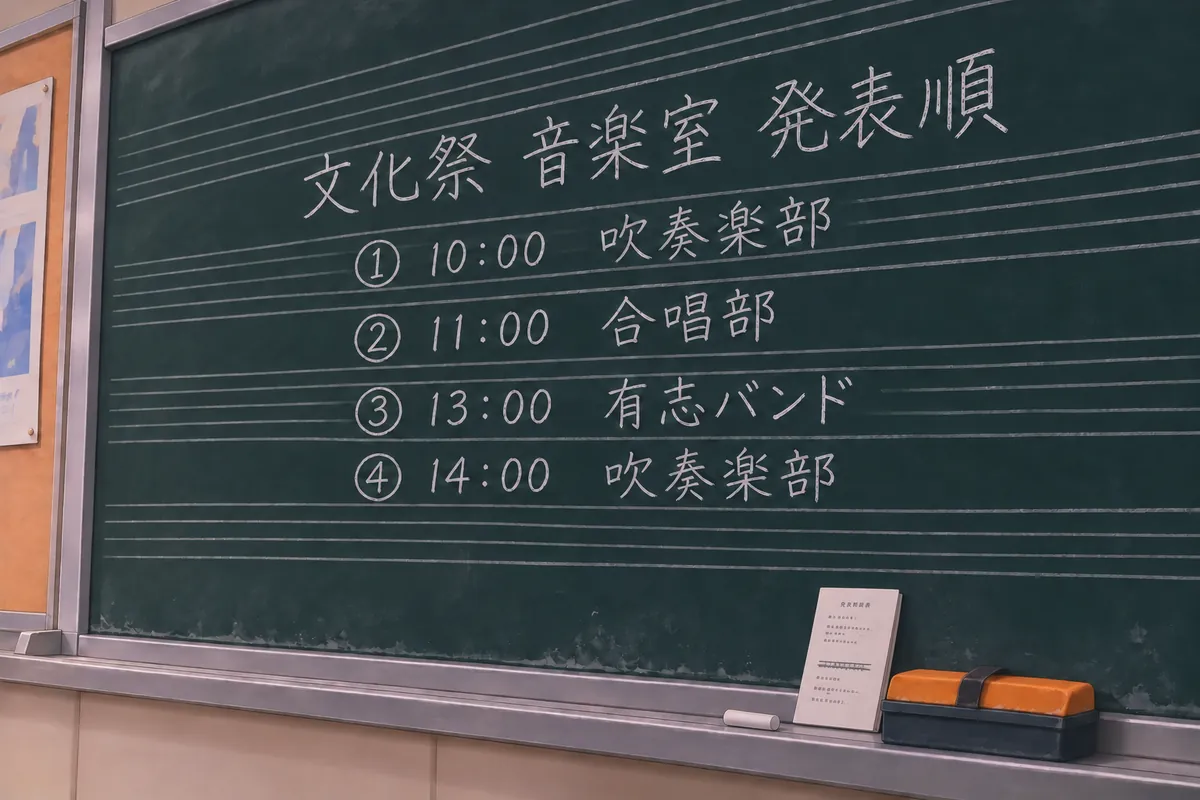 文化祭 音楽室 発表順
① 10:00 吹奏楽部
② 11:00 合唱部
③ 13:00 有志バンド
④ 14:00 吹奏楽部